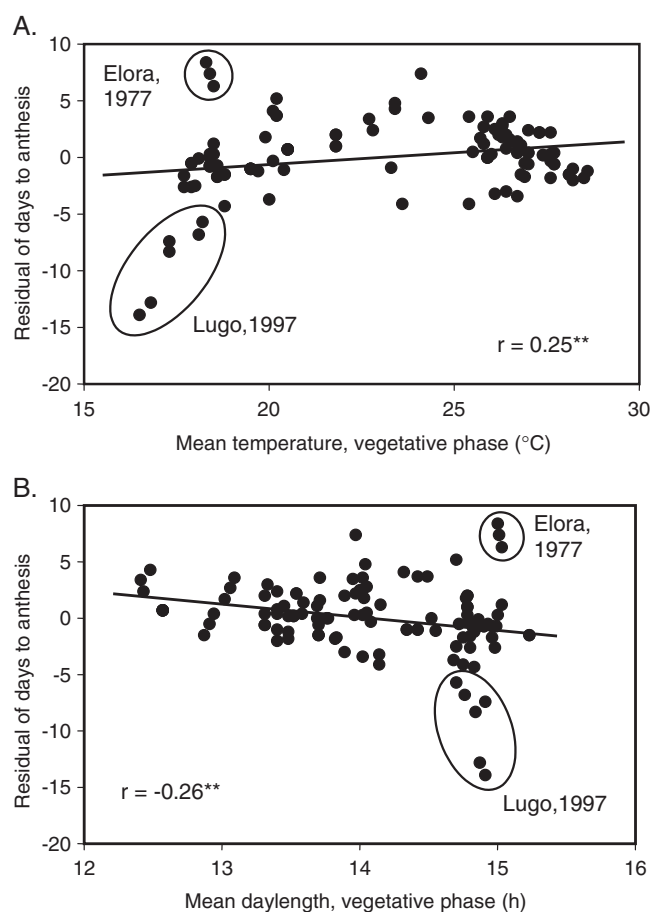 A.
10
5
0
-5
-10
-15
-20
Residual of days to anthesis
Elora,
1977
Lugo,1997
r = 0.25**
15
20
25
30
Mean temperature, vegetative phase (°C)
B.
10
5
0
-5
-10
-15
-20
Residual of days to anthesis
Elora,
1977
Lugo,1997
r = -0.26**
12
13
14
15
16
Mean daylength, vegetative phase (h)